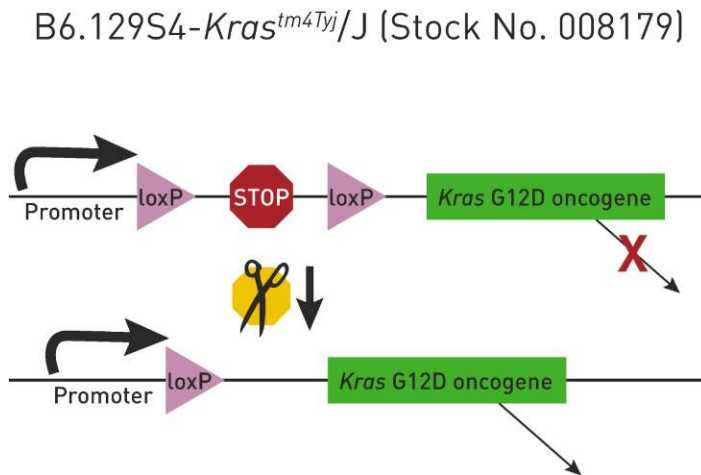 B6.129S4-Kras^tm4Tyj/J (Stock No. 008179)
loxP STOP loxP Kras G12D oncogene
Promoter
X
loxP Kras G12D oncogene
Promoter